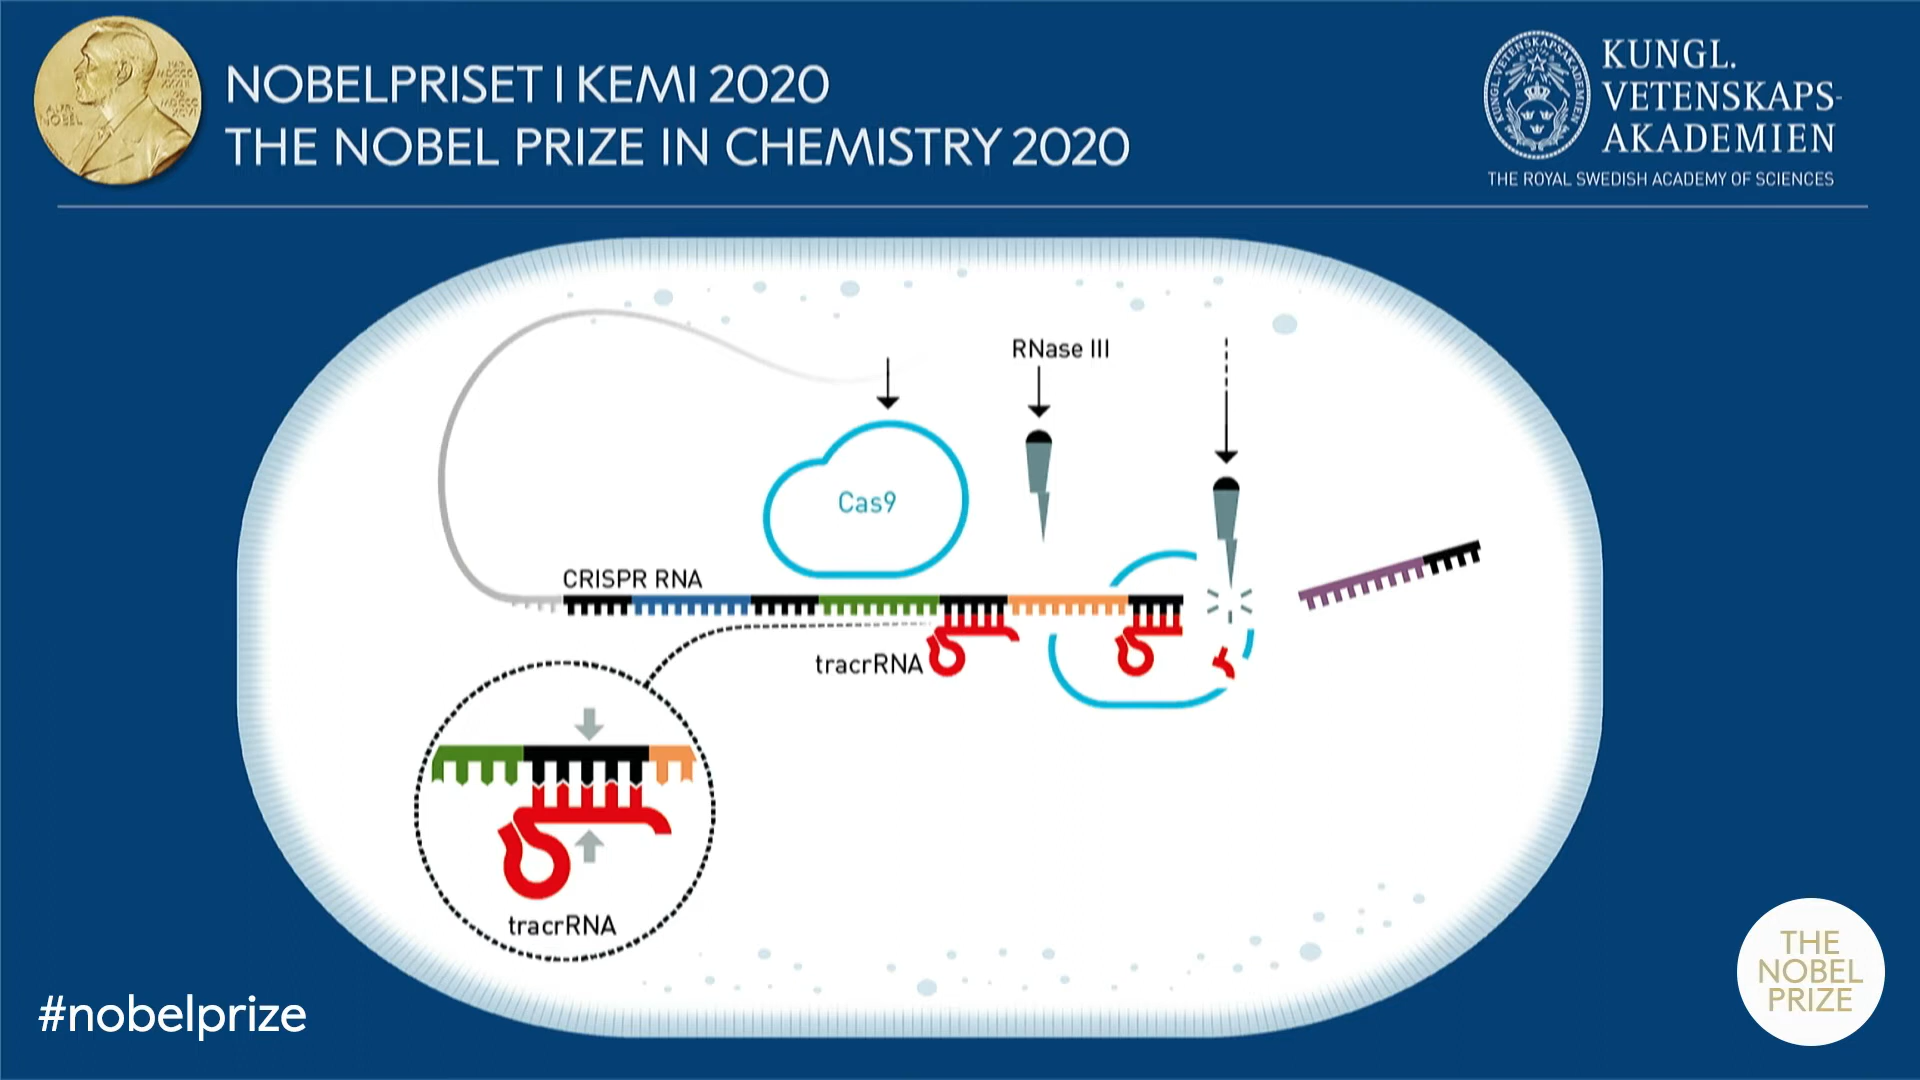 NOBELPRISET I KEMI 2020
THE NOBEL PRIZE IN CHEMISTRY 2020
KUNGL.
VETENSKAPS-
AKADEMIEN
THE ROYAL SWEDISH ACADEMY OF SCIENCES
RNase III
Cas9
CRISPR RNA
tracrRNA
tracrRNA
#nobelprize
THE
NOBEL
PRIZE